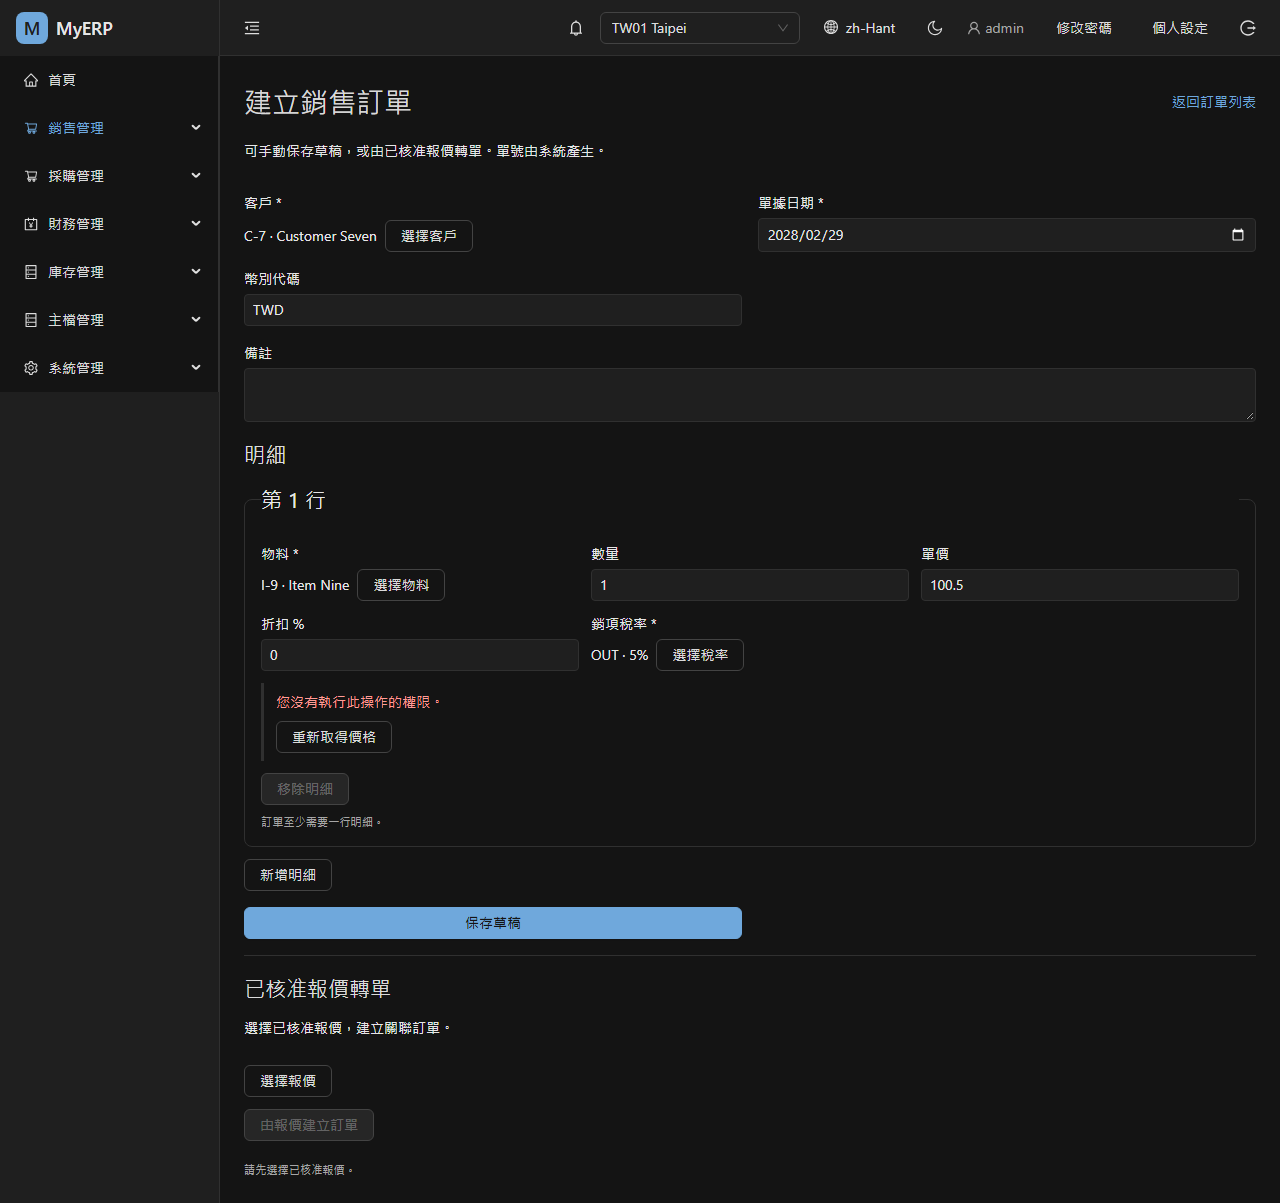 M MyERP
TW01 Taipei
zh-Hant
admin
修改密碼
個人設定
首頁
銷售管理
採購管理
財務管理
庫存管理
主檔管理
系統管理
建立銷售訂單
返回訂單列表
可手動保存草稿，或由已核准報價轉單。單號由系統產生。
客戶 *
單據日期 *
C-7 · Customer Seven 選擇客戶
2028/02/29
幣別代碼
TWD
備註
明細
第 1 行
物料 *
數量
單價
I-9 · Item Nine 選擇物料
1
100.5
折扣 %
銷項稅率 *
0
OUT · 5% 選擇稅率
您沒有執行此操作的權限。
重新取得價格
移除明細
訂單至少需要一行明細。
新增明細
保存草稿
已核准報價轉單
選擇已核准報價，建立關聯訂單。
選擇報價
由報價建立訂單
請先選擇已核准報價。